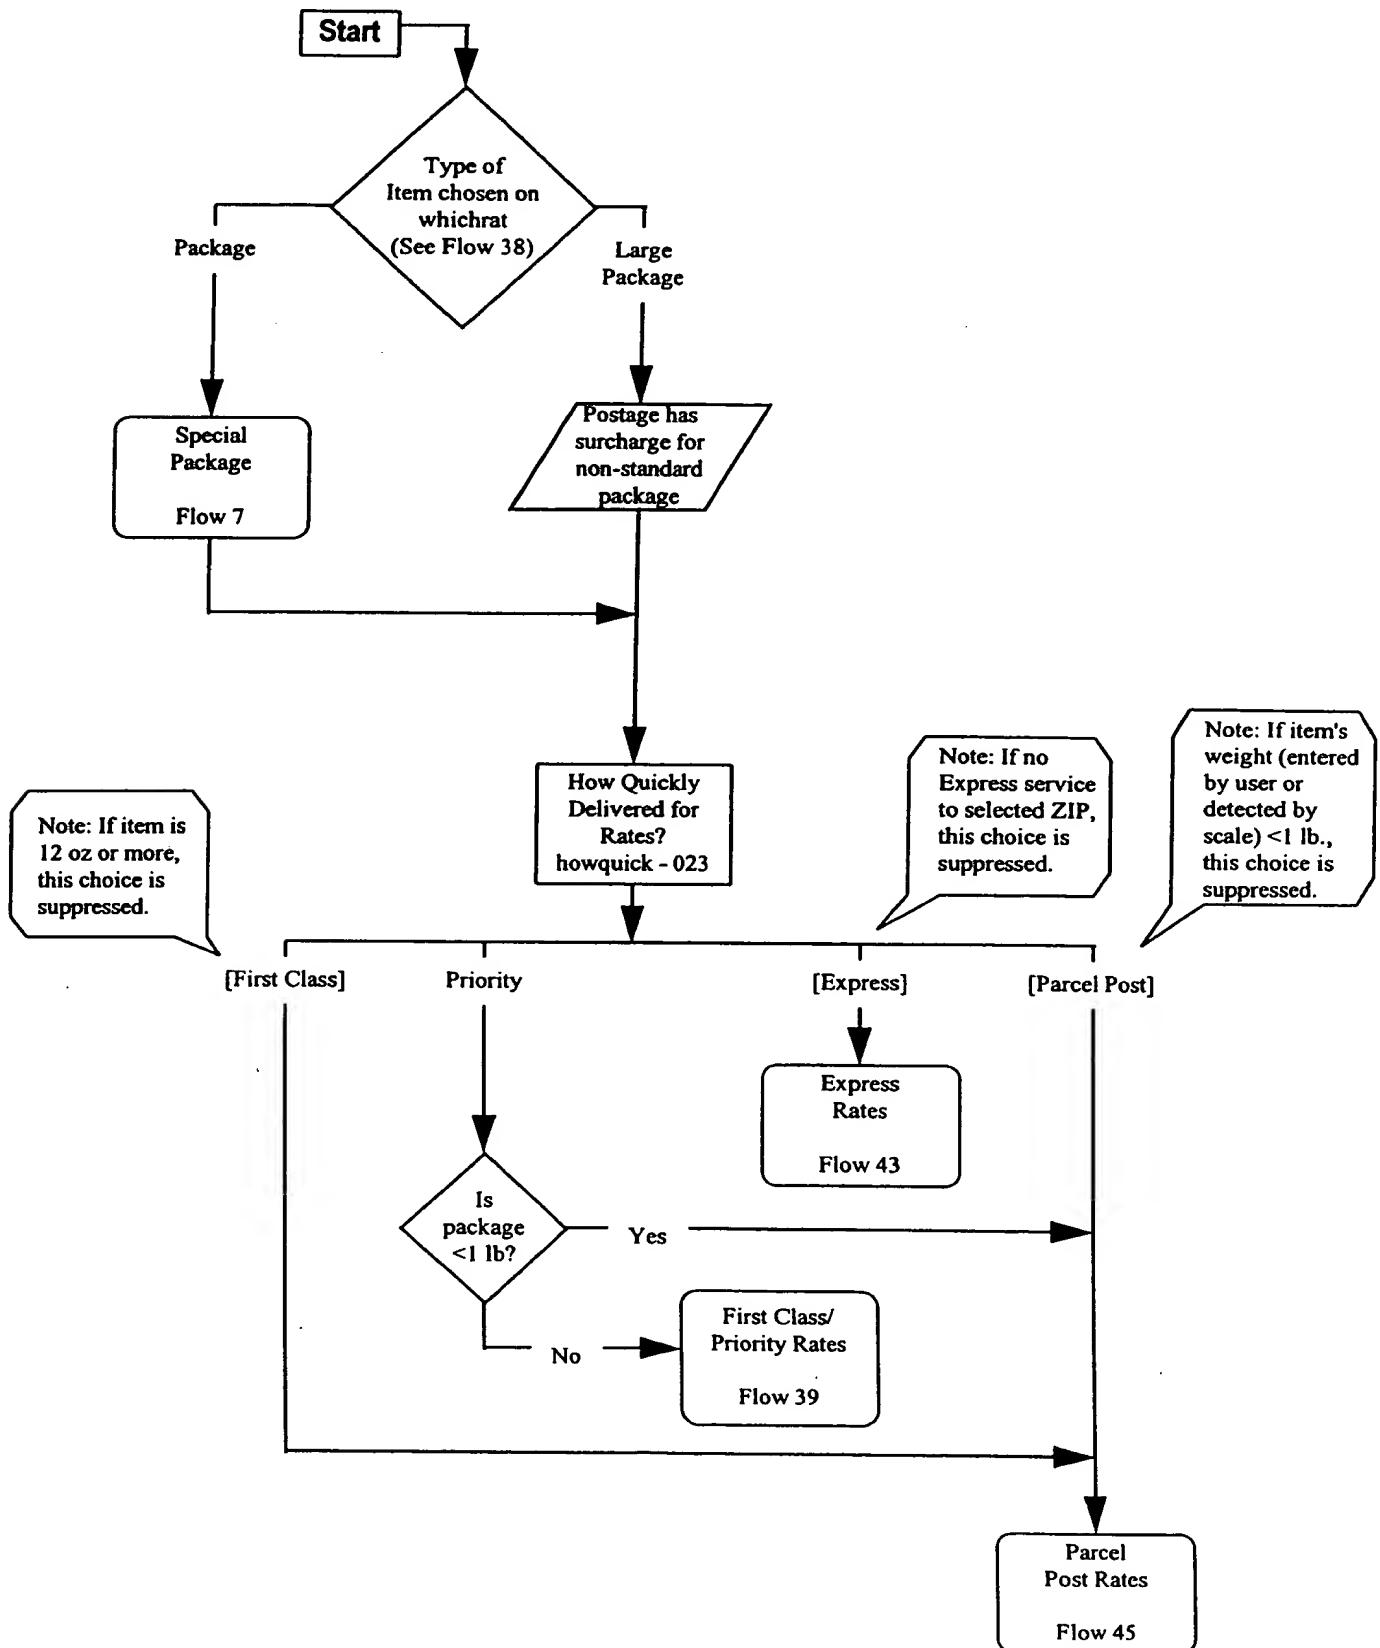 Start
Type of
Item chosen on
whichrat
(See Flow 38)
Package
Large
Package
Special
Package
Flow 7
Postage has
surcharge for
non-standard
package
How Quickly
Delivered for
Rates?
howquick - 023
Note: If item is
12 oz or more,
this choice is
suppressed.
Note: If no
Express service
to selected ZIP,
this choice is
suppressed.
Note: If item's
weight (entered
by user or
detected by
scale) <1 lb.,
this choice is
suppressed.
[First Class]
Priority
[Express]
[Parcel Post]
Express
Rates
Flow 43
Is
package
<1 lb?
Yes
No
First Class/
Priority Rates
Flow 39
Parcel
Post Rates
Flow 45